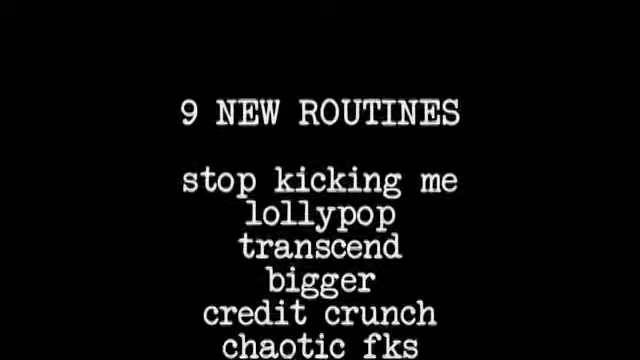 9 NEW ROUTINES
stop kicking me
lollypop
transcend
bigger
credit crunch
chaotic fks